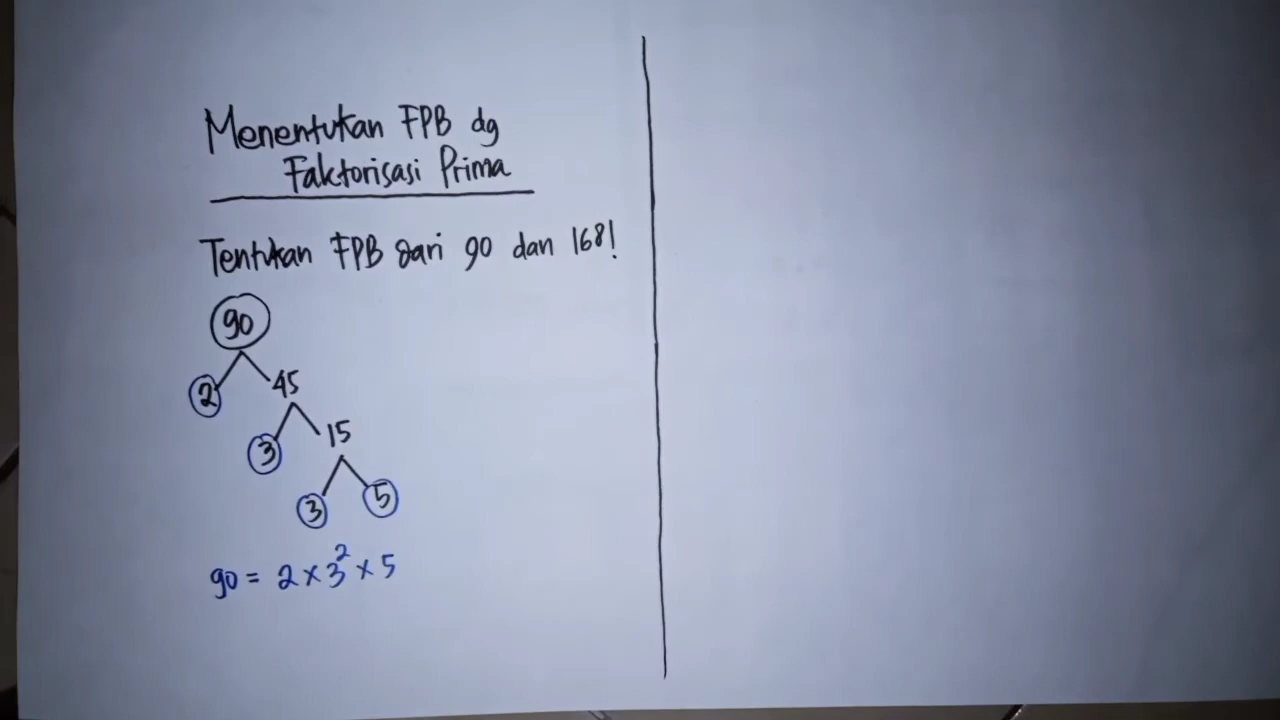 Menentukan FPB dg
Faktorisasi Prima
Tentukan FPB dari 90 dan 168!
90
2 45
3 15
3 5
90 = 2 x 3² x 5